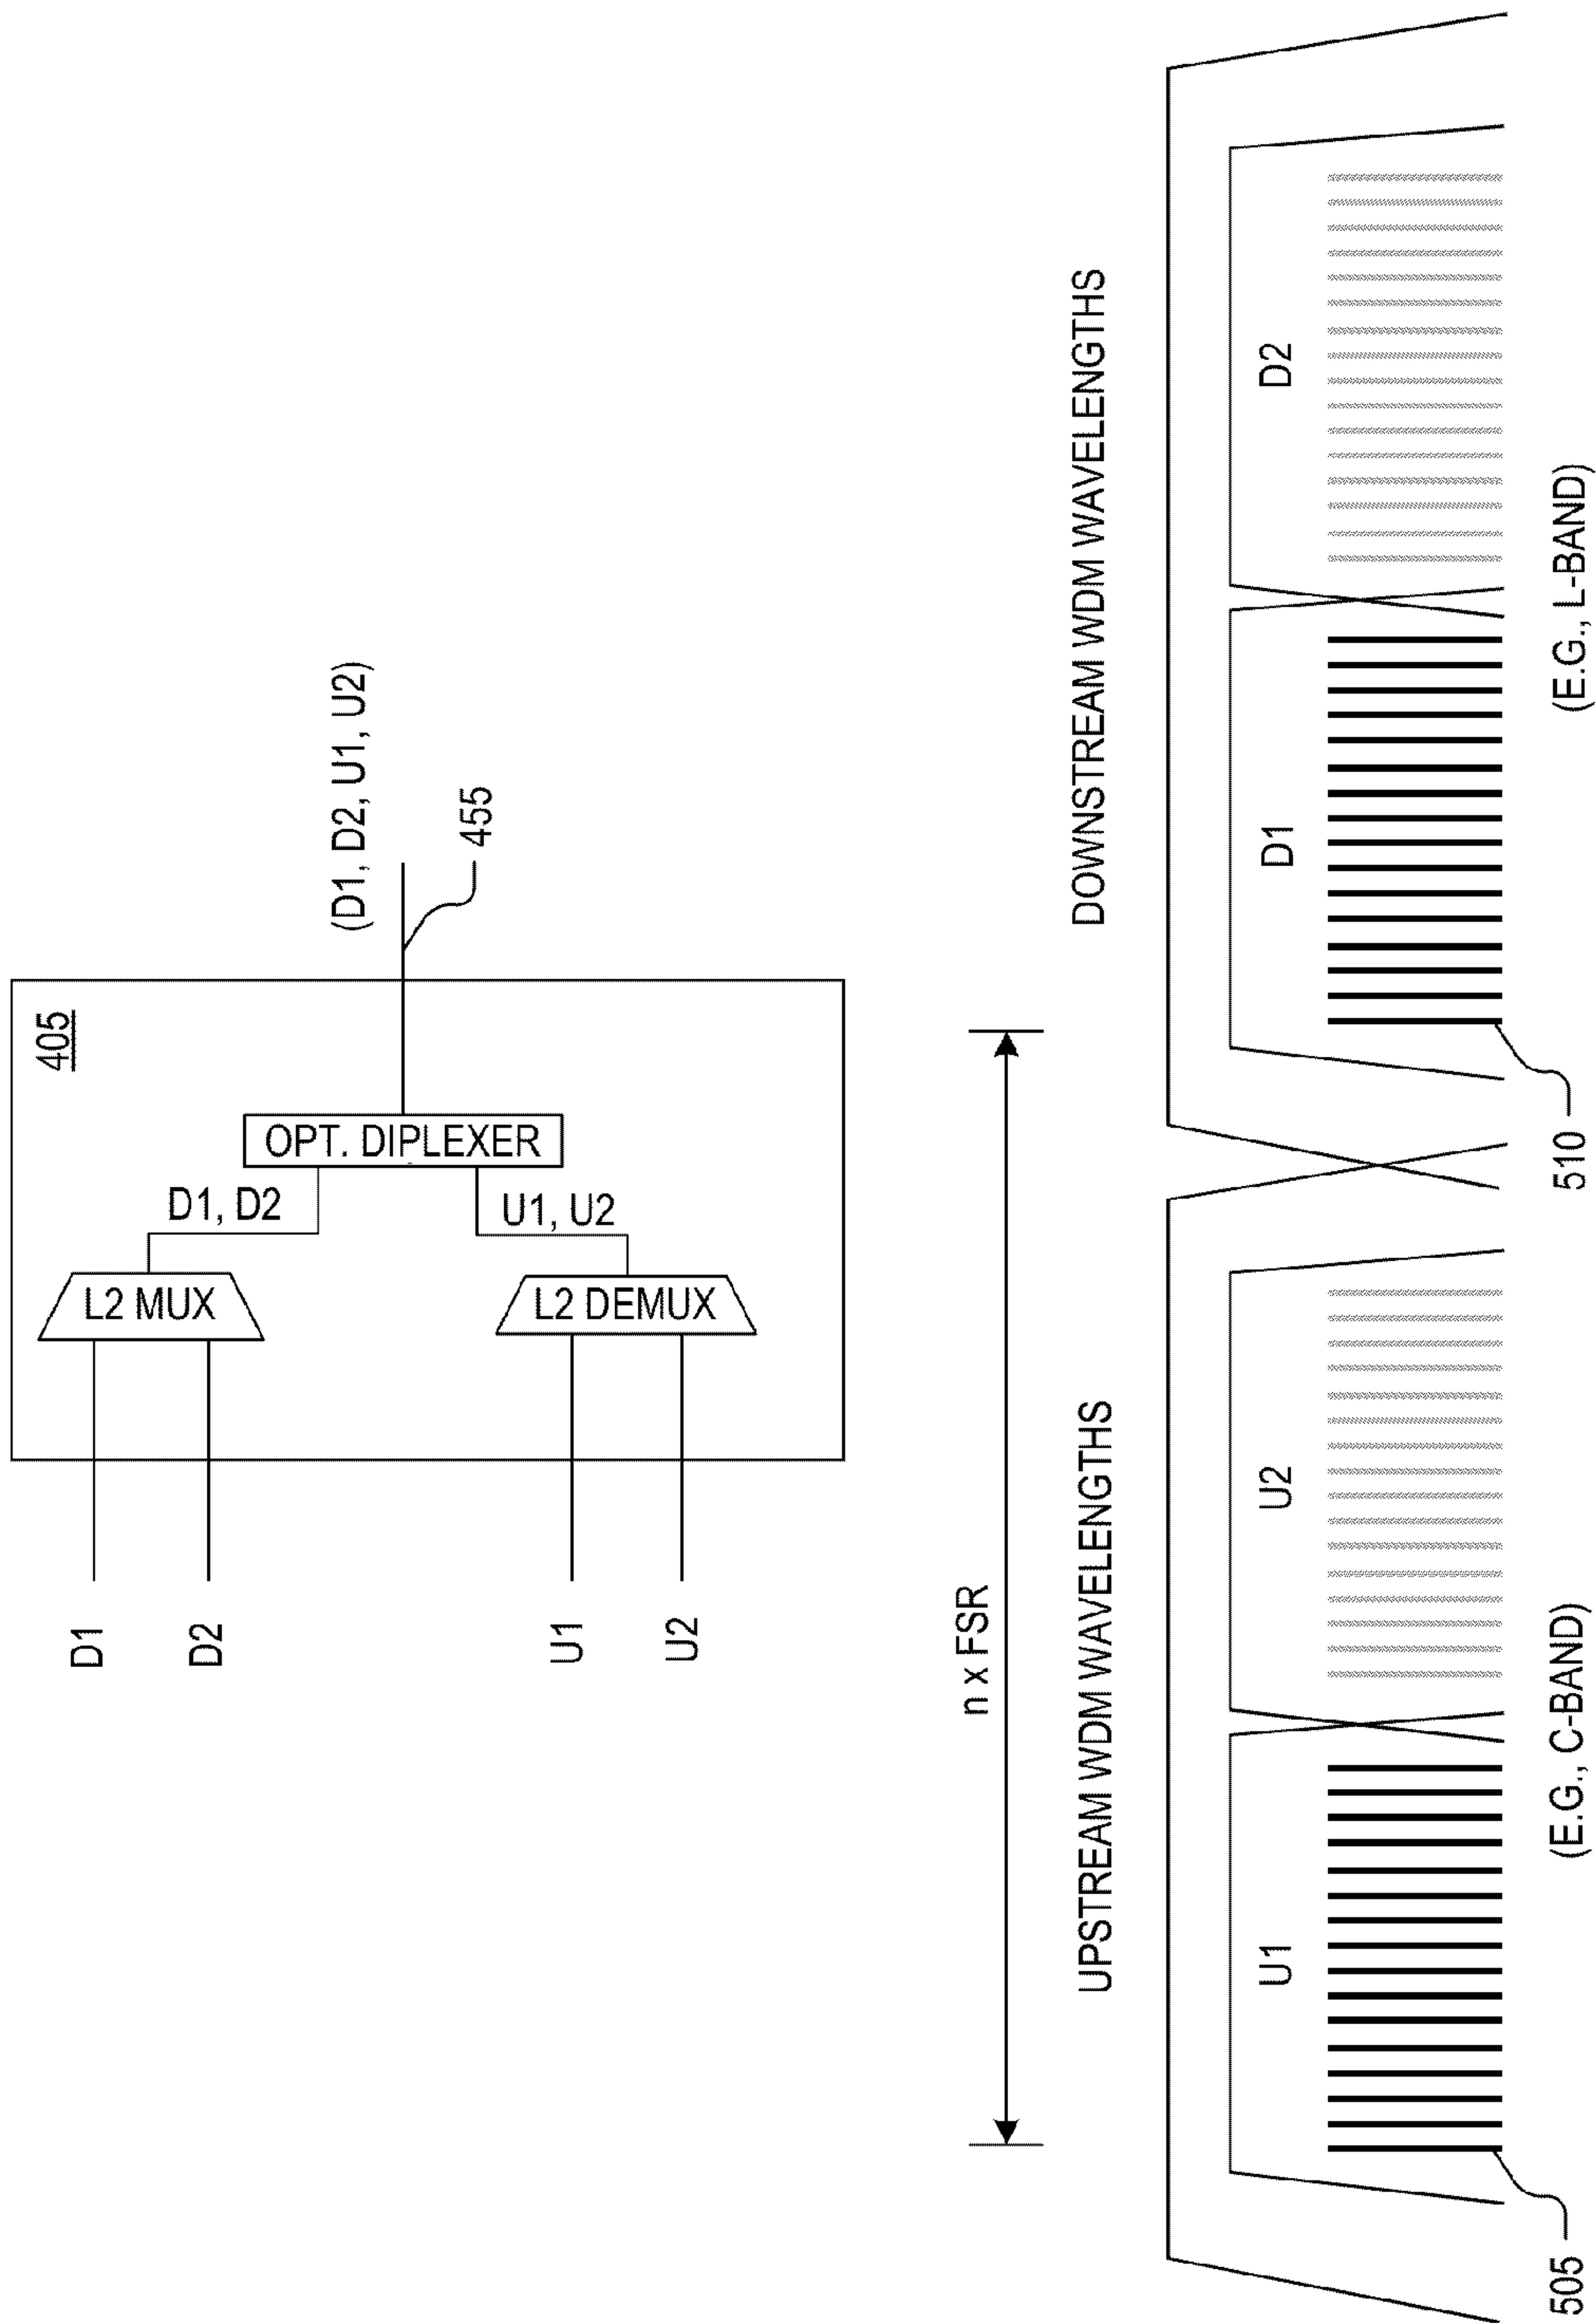 405
D1
D2
U1
U2
L2 MUX
L2 DEMUX
D1, D2
U1, U2
OPT. DIPLEXER
(D1, D2, U1, U2)
455
n x FSR
UPSTREAM WDM WAVELENGTHS
DOWNSTREAM WDM WAVELENGTHS
U1
U2
D1
D2
505
(E.G., C-BAND)
510
(E.G., L-BAND)